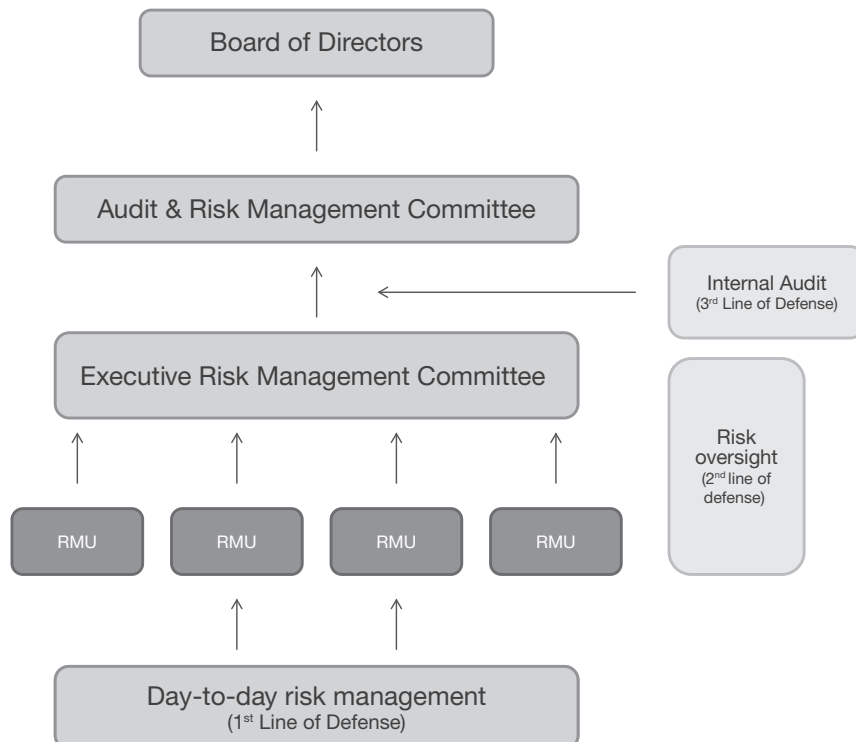 Board of Directors
Audit & Risk Management Committee
Internal Audit
(3rd Line of Defense)
Executive Risk Management Committee
Risk
oversight
(2nd line of
defense)
RMU
RMU
RMU
RMU
Day-to-day risk management
(1st Line of Defense)